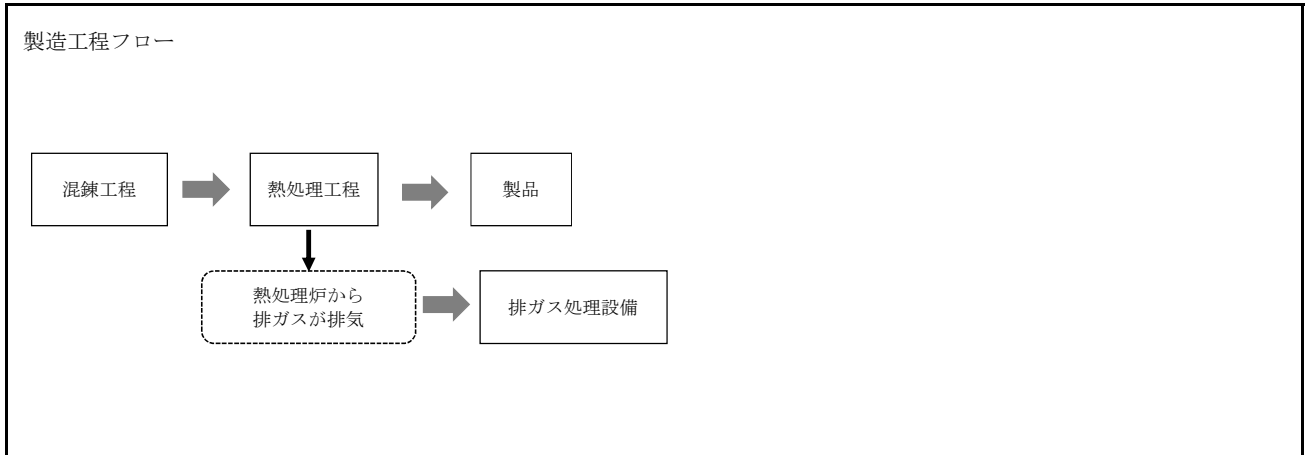 製造工程フロー
混錬工程
熱処理工程
製品
熱処理炉から
排ガスが排気
排ガス処理設備